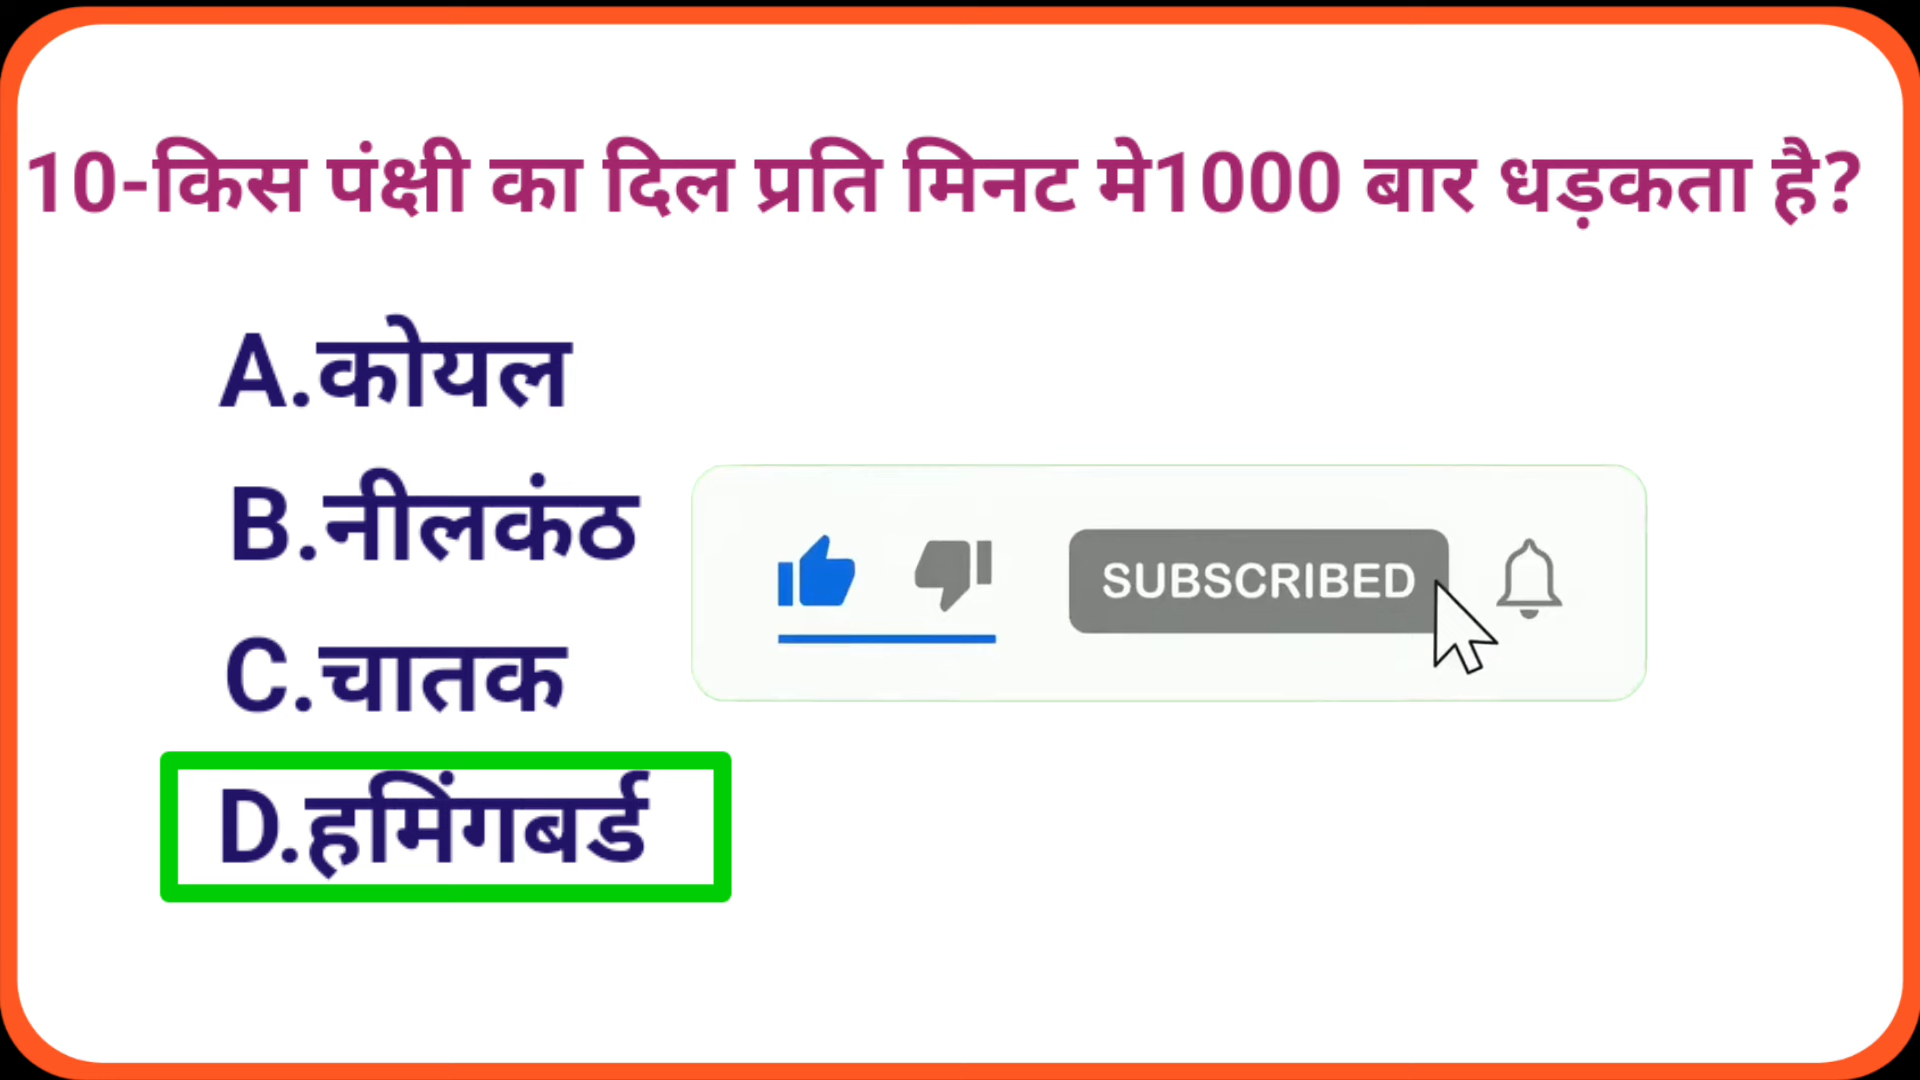 10-किस पंक्षी का दिल प्रति मिनट मे1000 बार धड़कता है?
A.कोयल
B.नीलकंठ
SUBSCRIBED
C.चातक
D.हमिंगबर्ड